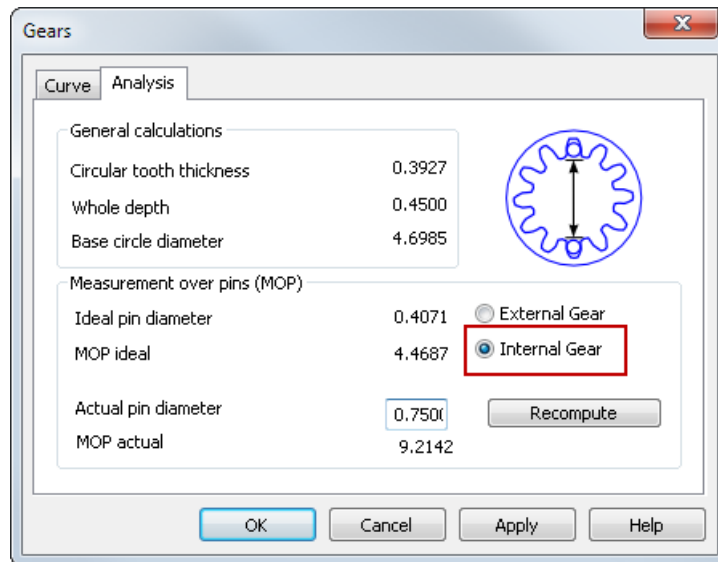 Gears
Curve Analysis
General calculations
Circular tooth thickness 0.3927
Whole depth 0.4500
Base circle diameter 4.6985
Measurement over pins (MOP)
Ideal pin diameter 0.4071 External Gear
MOP ideal 4.4687 Internal Gear
Actual pin diameter 0.750( Recompute
MOP actual 9.2142
OK Cancel Apply Help